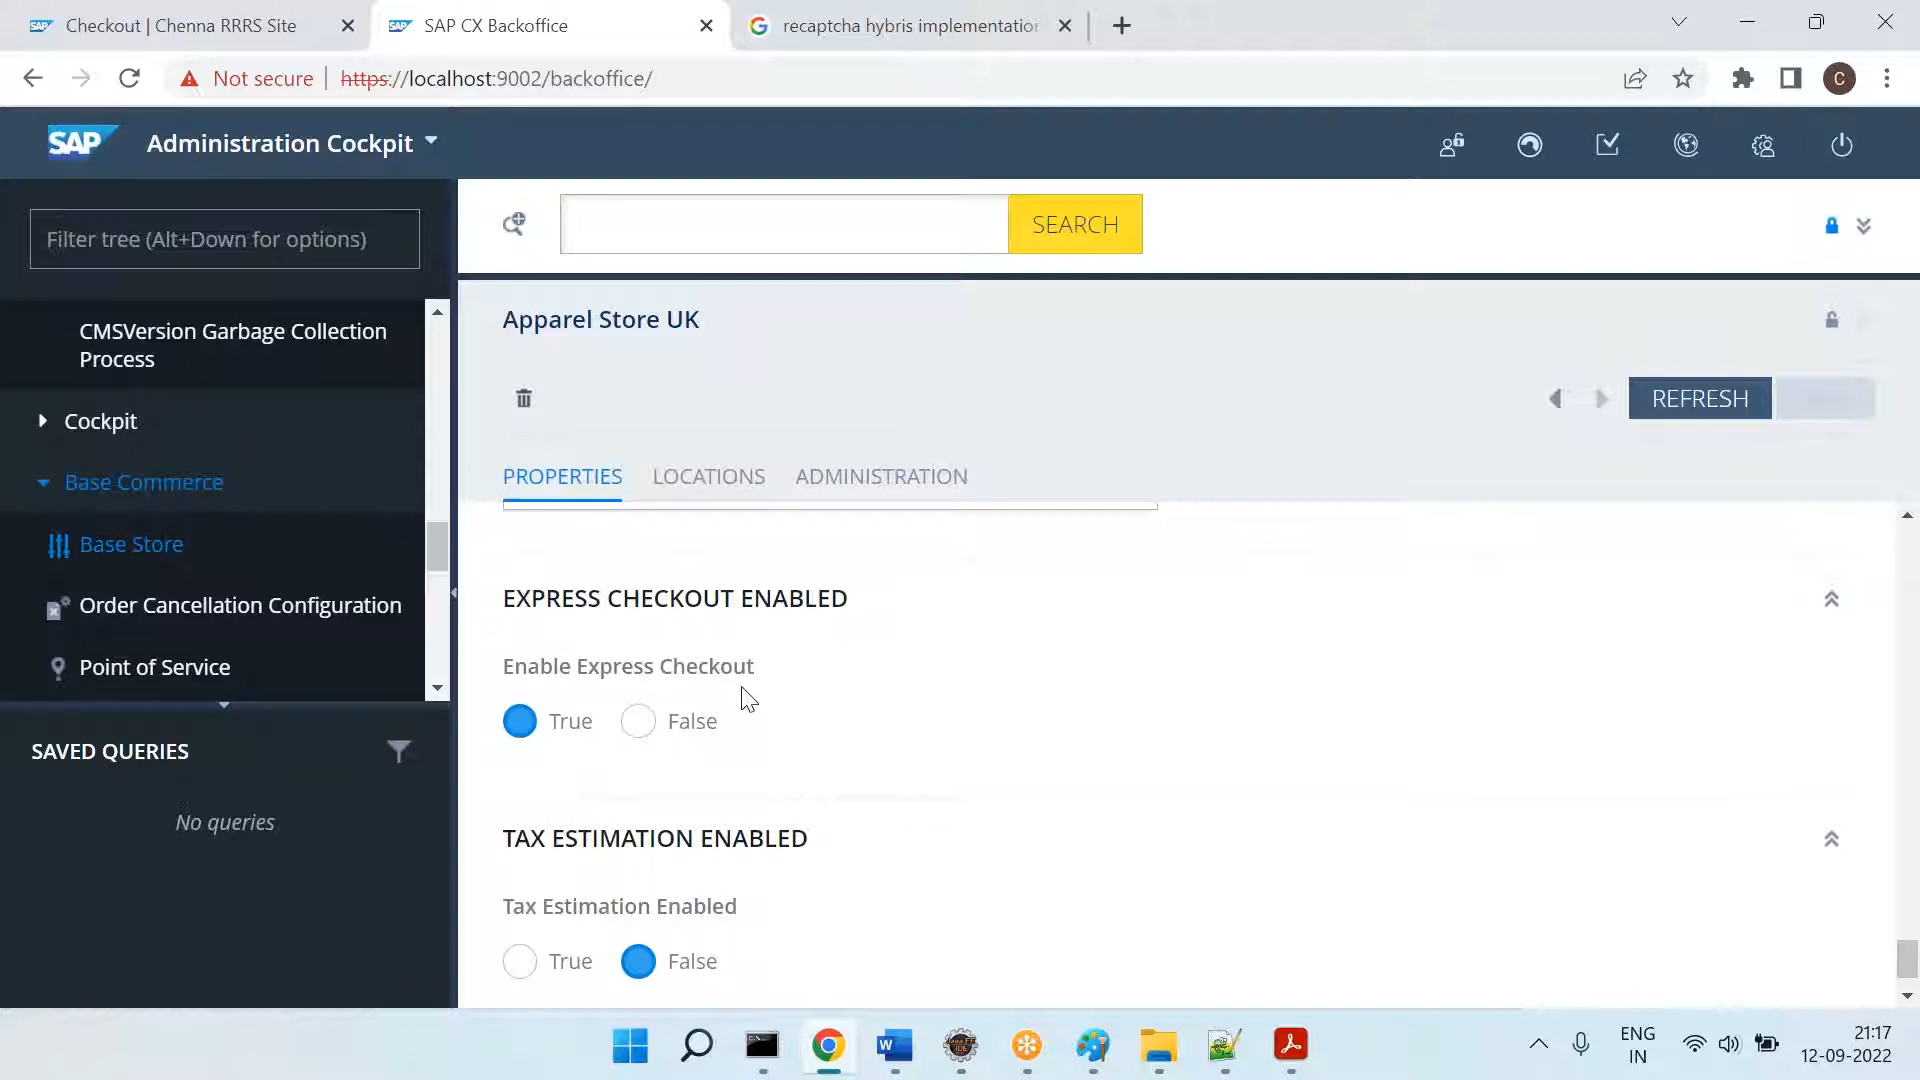 SAP Checkout | Chenna RRRS Site
SAP SAP CX Backoffice
recaptcha hybris implementation
Not secure | https://localhost:9002/backoffice/
C
SAP Administration Cockpit
Filter tree (Alt+Down for options)
SEARCH
CMSVersion Garbage Collection
Process
Cockpit
Base Commerce
Base Store
Order Cancellation Configuration
Point of Service
SAVED QUERIES
No queries
Apparel Store UK
REFRESH
PROPERTIES LOCATIONS ADMINISTRATION
EXPRESS CHECKOUT ENABLED
Enable Express Checkout
True False
TAX ESTIMATION ENABLED
Tax Estimation Enabled
True False
ENG
IN
21:17
12-09-2022